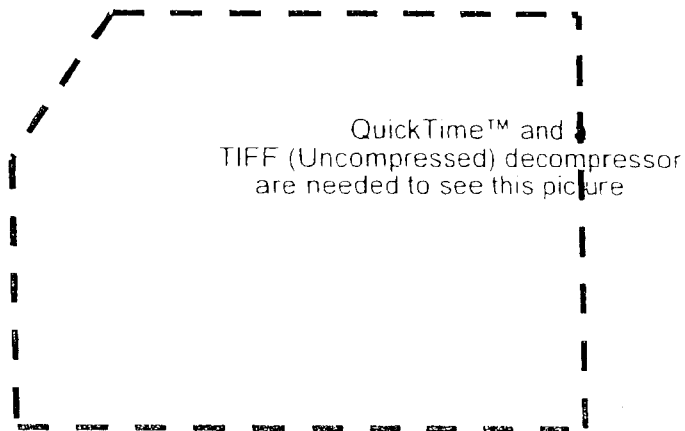 QuickTime™ and
TIFF (Uncompressed) decompressor
are needed to see this picture